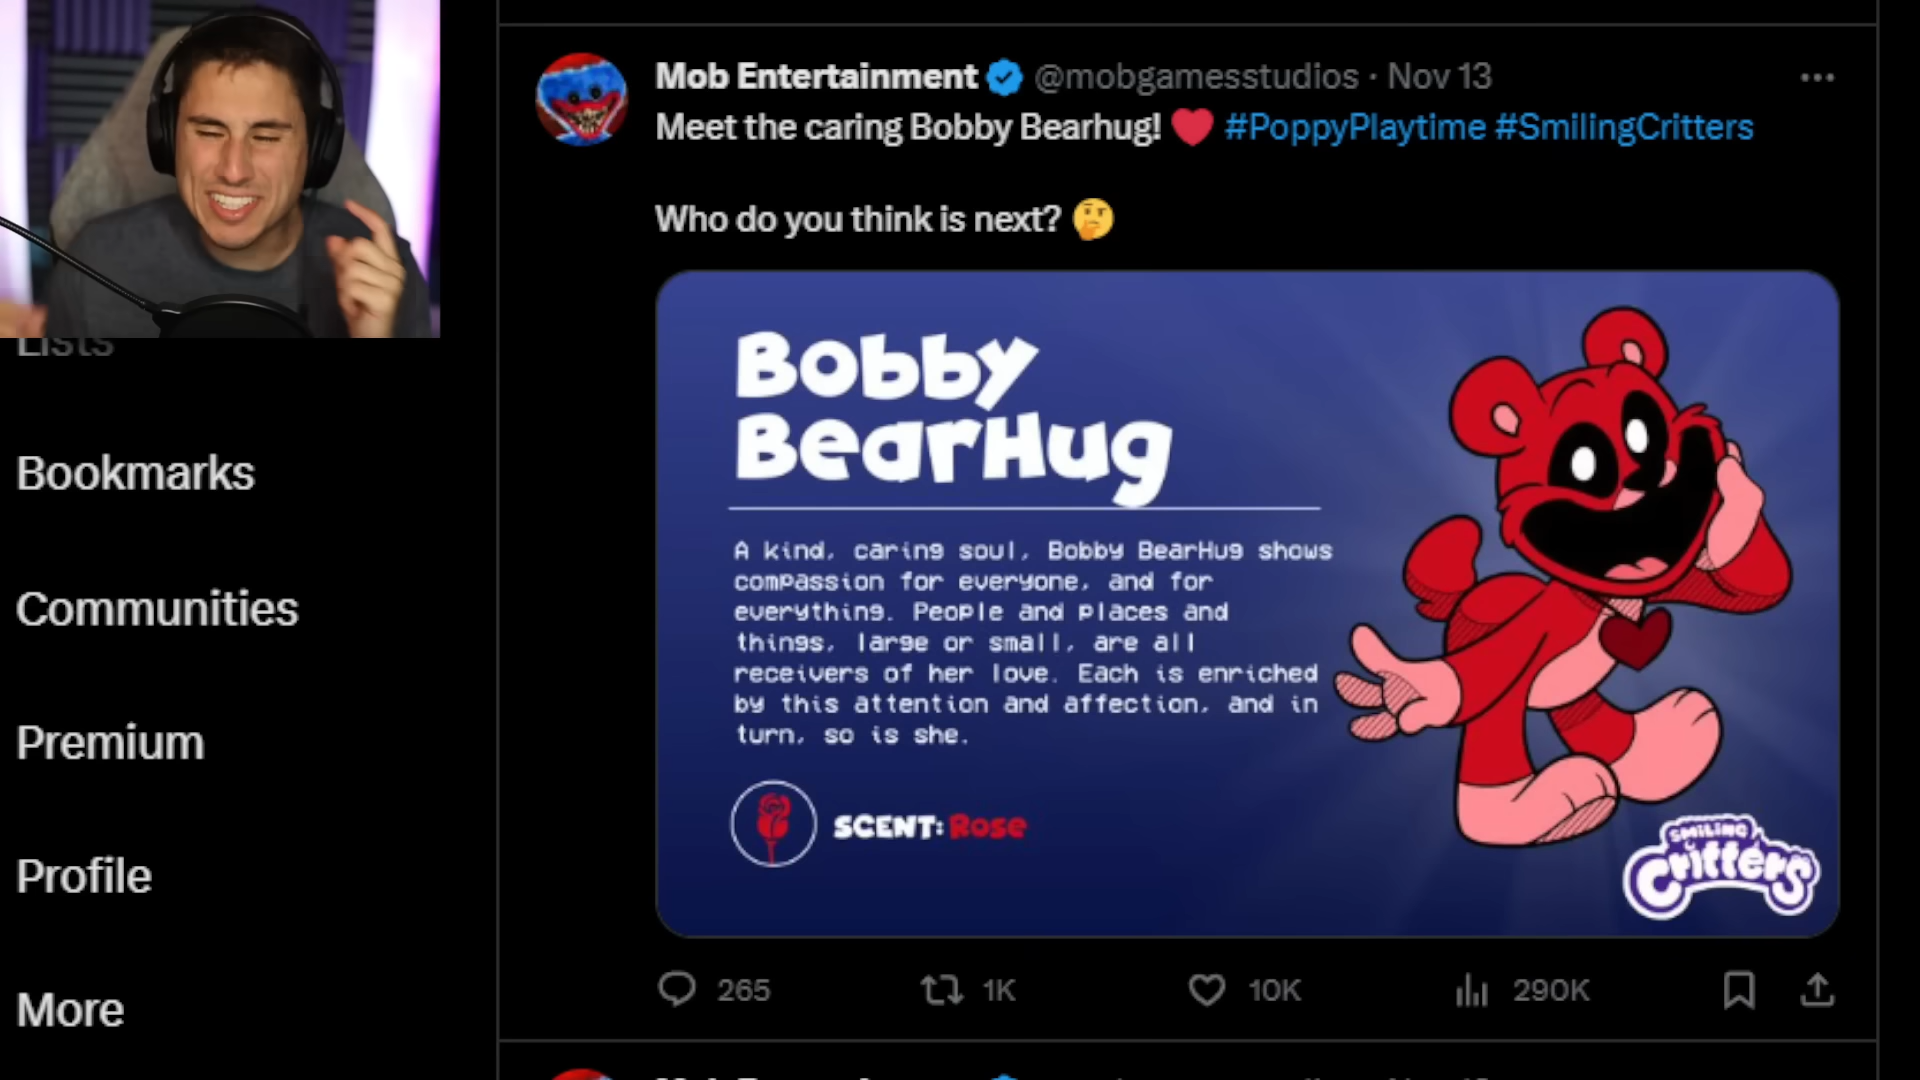 Mob Entertainment @mobgamesstudios · Nov 13
Meet the caring Bobby Bearhug! ❤️ #PoppyPlaytime #SmilingCritters
Who do you think is next? 🤔
Bobby
BearHug
A kind, caring soul, Bobby BearHug shows
compassion for everyone, and for
everything. People and places and
things, large or small, are all
receivers of her love. Each is enriched
by this attention and affection, and in
turn, so is she.
SCENT: Rose
SMILING
Critters
265 1K 10K 290K
Lists
Bookmarks
Communities
Premium
Profile
More